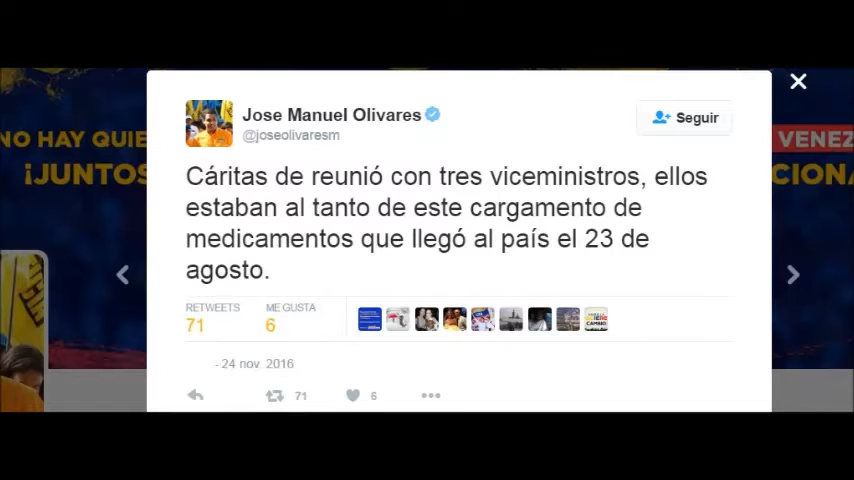 NO HAY QUIE
¡JUNTOS
VENEZ
CION
Jose Manuel Olivares
@joseolivaresm
Seguir
Cáritas de reunió con tres viceministros, ellos
estaban al tanto de este cargamento de
medicamentos que llegó al país el 23 de
agosto.
RETWEETS
ME GUSTA
71
6
- 24 nov. 2016
71
6